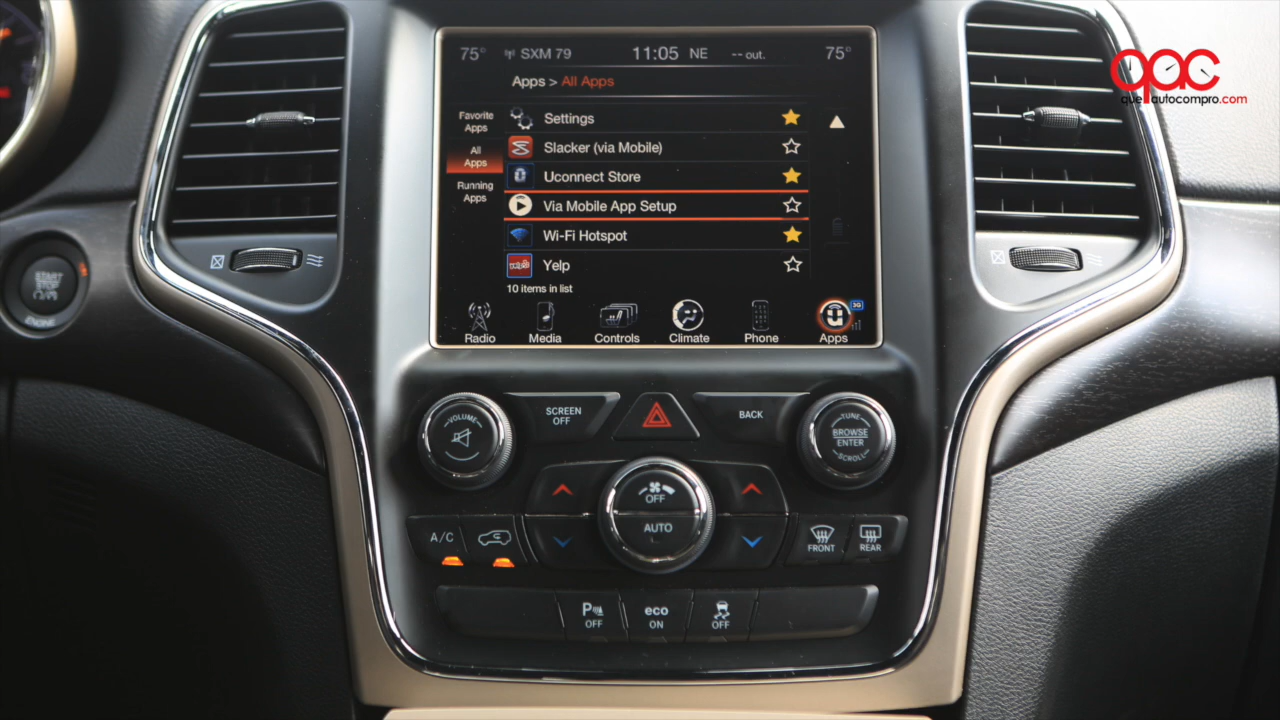 75° SXM 79 11:05 NE -- out. 75°
Apps > All Apps
Favorite
Apps
All
Apps
Running
Apps
Settings
Slacker (via Mobile)
Uconnect Store
Via Mobile App Setup
Wi-Fi Hotspot
Yelp
10 items in list
3G
Radio Media Controls Climate Phone Apps
qac
queautocompro.com
START
STOP
ENGINE
VOLUME
SCREEN
OFF
BACK
TUNE
BROWSE
ENTER
SCROLL
OFF
AUTO
A/C
FRONT
REAR
P
OFF
eco
ON
OFF